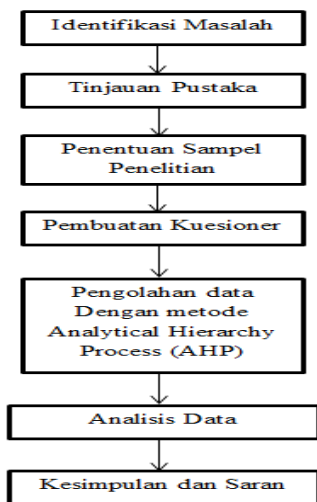 Identifikasi Masalah
Tinjauan Pustaka
Penentuan Sampel
Penelitian
Pembuatan Kuesioner
Pengolahan data
Dengan metode
Analytical Hierarchy
Process (AHP)
Analisis Data
Kesimpulan dan Saran